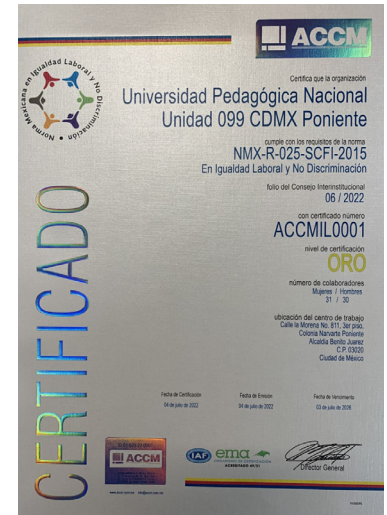 ACCM
Norma Mexicana en Igualdad Laboral y No Discriminación
Certifica que la organización
Universidad Pedagógica Nacional
Unidad 099 CDMX Poniente
cumple con los requisitos de la norma
NMX-R-025-SCFI-2015
En Igualdad Laboral y No Discriminación
folio del Consejo Interinstitucional
06 / 2022
con certificado número
ACCMIL0001
nivel de certificación
ORO
número de colaboradores
Mujeres / Hombres
31 / 30
ubicación del centro de trabajo
Calle la Morena No. 811, 3er piso,
Colonia Narvarte Poniente
Alcaldía Benito Juarez
C.P. 03020
Ciudad de México
CERTIFICADO
Fecha de Certificación
Fecha de Emisión
Fecha de Vencimiento
04 de julio de 2022
04 de julio de 2022
03 de julio de 2026
ACCM
IAF
ema
Director General